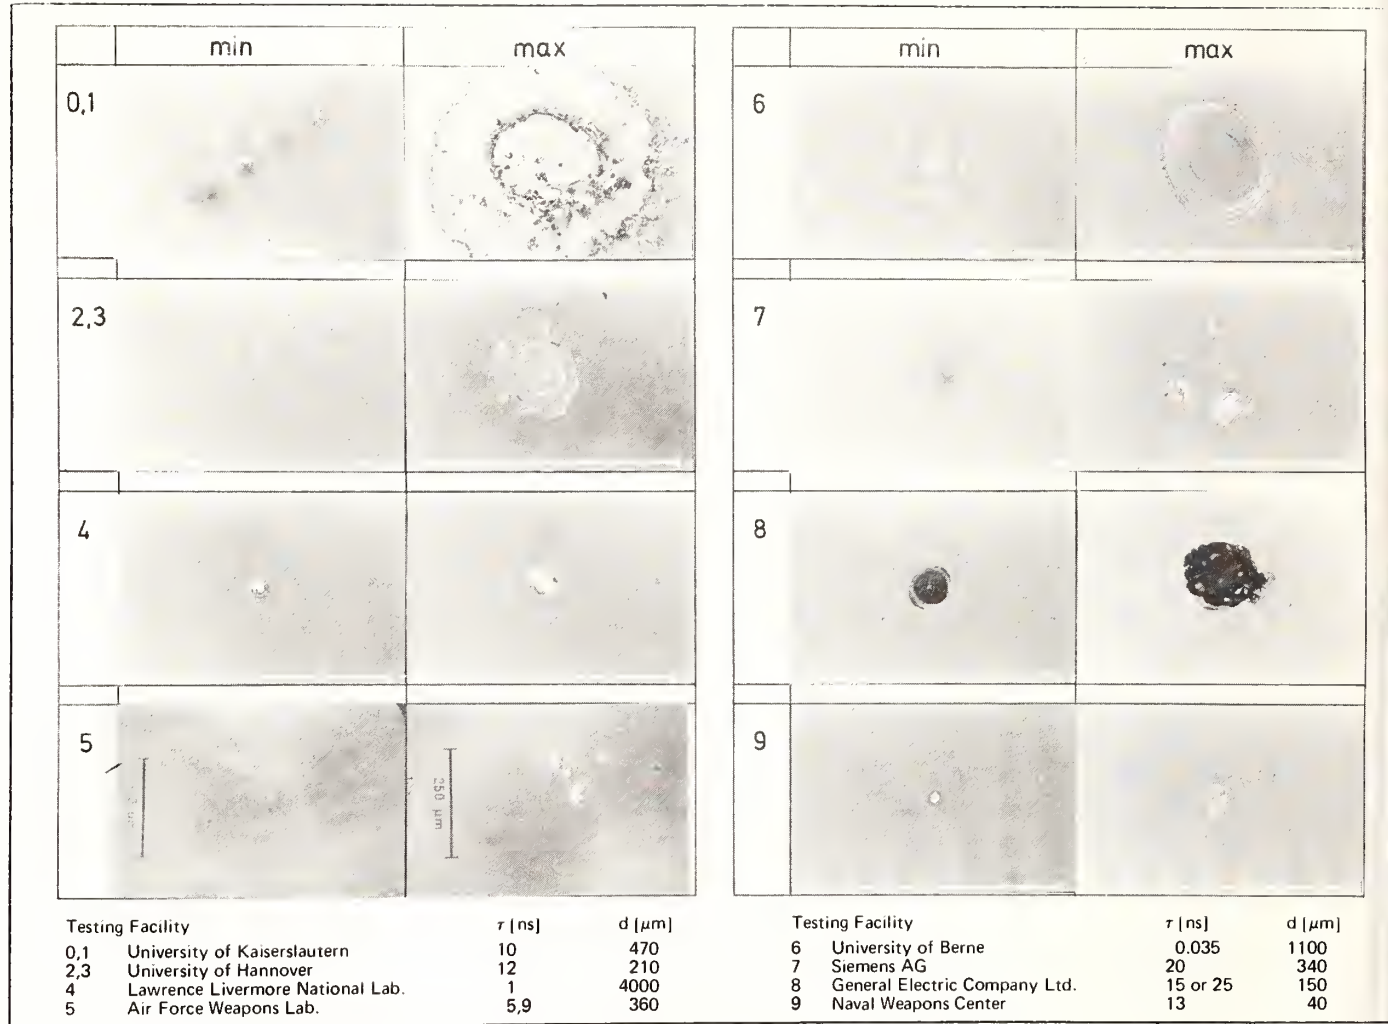 min max
0,1
2,3
4
5
250 μm
min max
6
7
8
9
Testing Facility τ [ns] d [μm]
0,1 University of Kaiserslautern 10 470
2,3 University of Hannover 12 210
4 Lawrence Livermore National Lab. 1 4000
5 Air Force Weapons Lab. 5,9 360
Testing Facility τ [ns] d [μm]
6 University of Berne 0.035 1100
7 Siemens AG 20 340
8 General Electric Company Ltd. 15 or 25 150
9 Naval Weapons Center 13 40